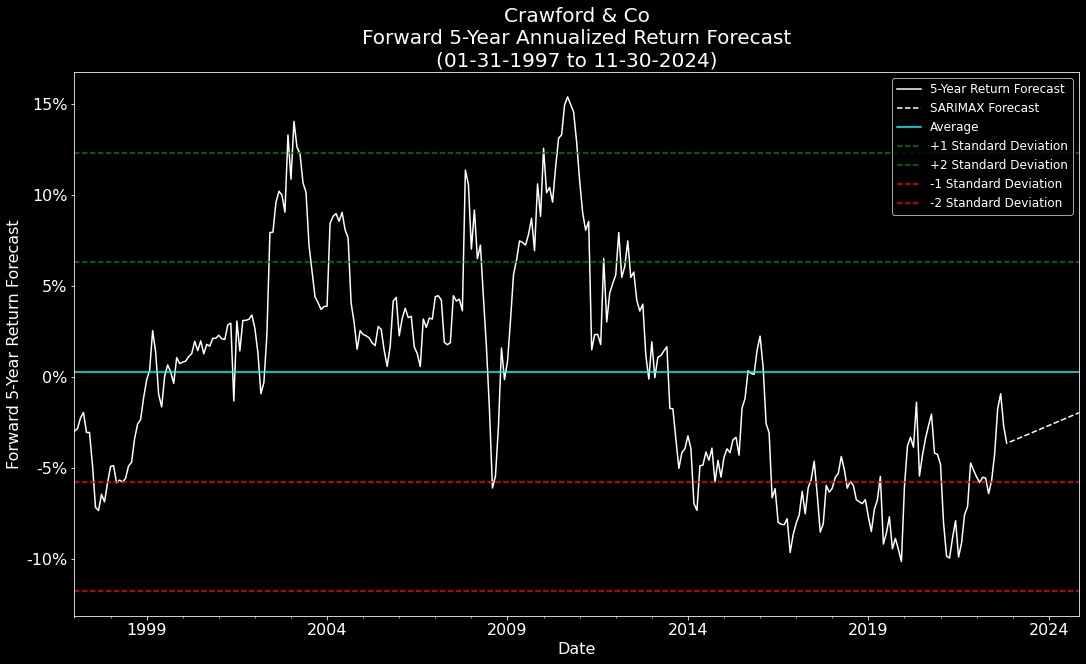 Crawford & Co
Forward 5-Year Annualized Return Forecast
(01-31-1997 to 11-30-2024)
5-Year Return Forecast
SARIMAX Forecast
Average
+1 Standard Deviation
+2 Standard Deviation
-1 Standard Deviation
-2 Standard Deviation
Forward 5-Year Return Forecast
15%
10%
5%
0%
-5%
-10%
1999
2004
2009
2014
2019
2024
Date